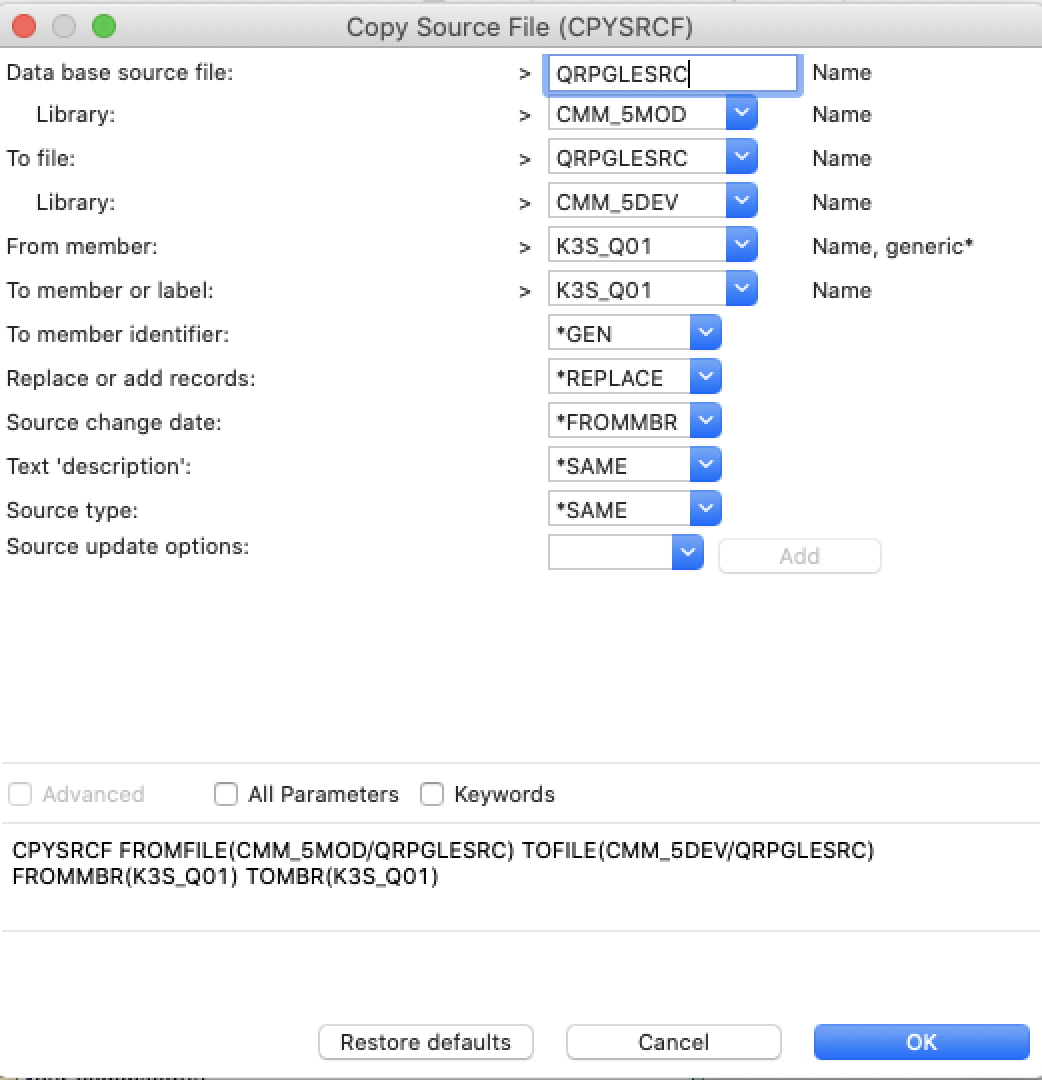 Copy Source File (CPYSRCF)
Data base source file: > QRPGLESRC Name
Library: > CMM_5MOD Name
To file: > QRPGLESRC Name
Library: > CMM_5DEV Name
From member: > K3S_Q01 Name, generic*
To member or label: > K3S_Q01 Name
To member identifier: *GEN
Replace or add records: *REPLACE
Source change date: *FROMMBR
Text 'description': *SAME
Source type: *SAME
Source update options: Add
Advanced All Parameters Keywords
CPYSRCF FROMFILE(CMM_5MOD/QRPGLESRC) TOFILE(CMM_5DEV/QRPGLESRC)
FROMMBR(K3S_Q01) TOMBR(K3S_Q01)
Restore defaults Cancel OK